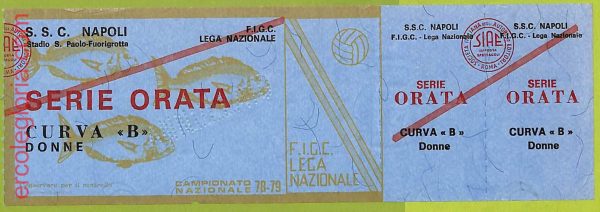 S. S. C. NAPOLI
Stadio S. Paolo-Fuorigrotta
F.I.G.C.
LEGA NAZIONALE
SERIE ORATA
CURVA «B»
DONNE
CAMPIONATO
NAZIONALE 78-79
F.I.G.C.
LEGA
NAZIONALE
S.S.C. NAPOLI
F.I.G.C. - Lega Nazionale
SIAE
SERIE
ORATA
CURVA «B»
Donne
S.S.C. NAPOLI
F.I.G.C. - Lega Nazionale
SERIE
ORATA
CURVA «B»
Donne